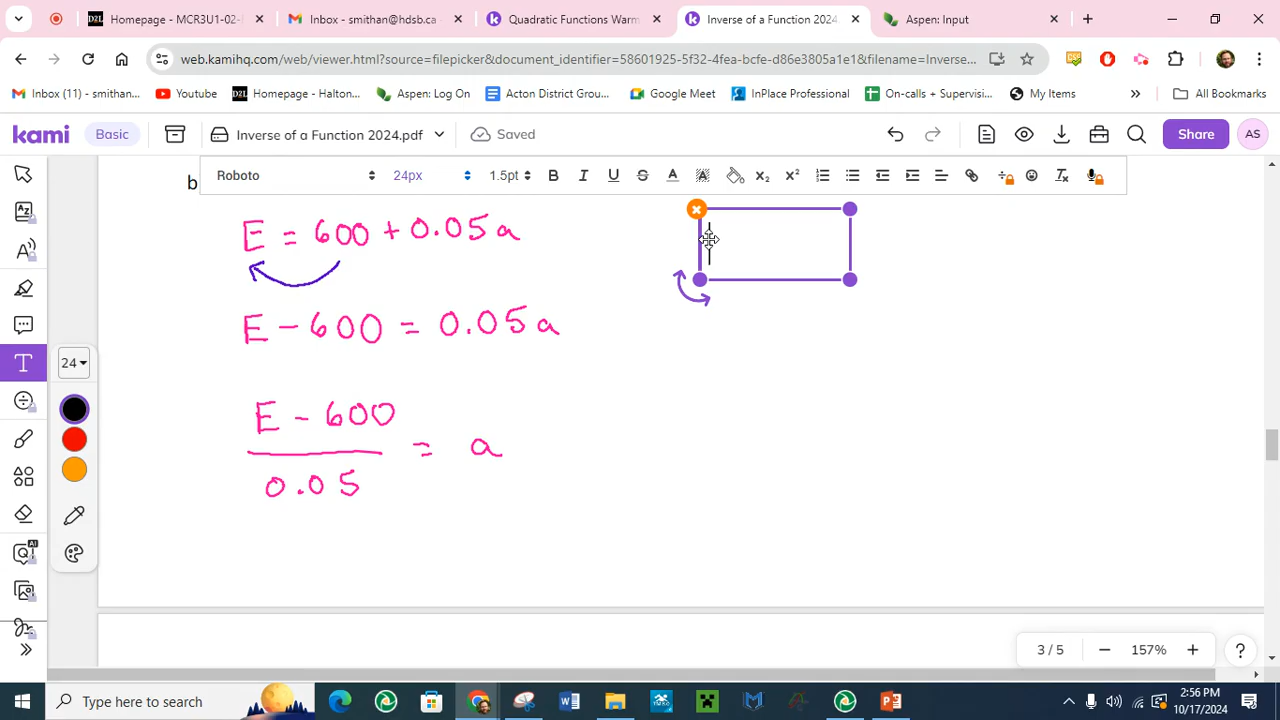 Homepage - MCR3U1-02-
Inbox - smithan@hdsb.ca -
Quadratic Functions Warm
Inverse of a Function 2024.
Aspen: Input
web.kamihq.com/web/viewer.html?source=filepicker&document_identifier=58601925-5f32-4fea-bcfe-d86e3805a1e1&filename=Inverse...
Inbox (11) - smithan...
Youtube
Homepage - Halton...
Aspen: Log On
Acton District Grou...
Google Meet
InPlace Professional
On-calls + Supervisi...
My Items
All Bookmarks
kami
Basic
Inverse of a Function 2024.pdf
Saved
Share
AS
Roboto
24px
1.5pt
b
E = 600 + 0.05a
E - 600 = 0.05a
E - 600
= a
0.05
24
3 / 5
157%
Type here to search
2:56 PM
10/17/2024